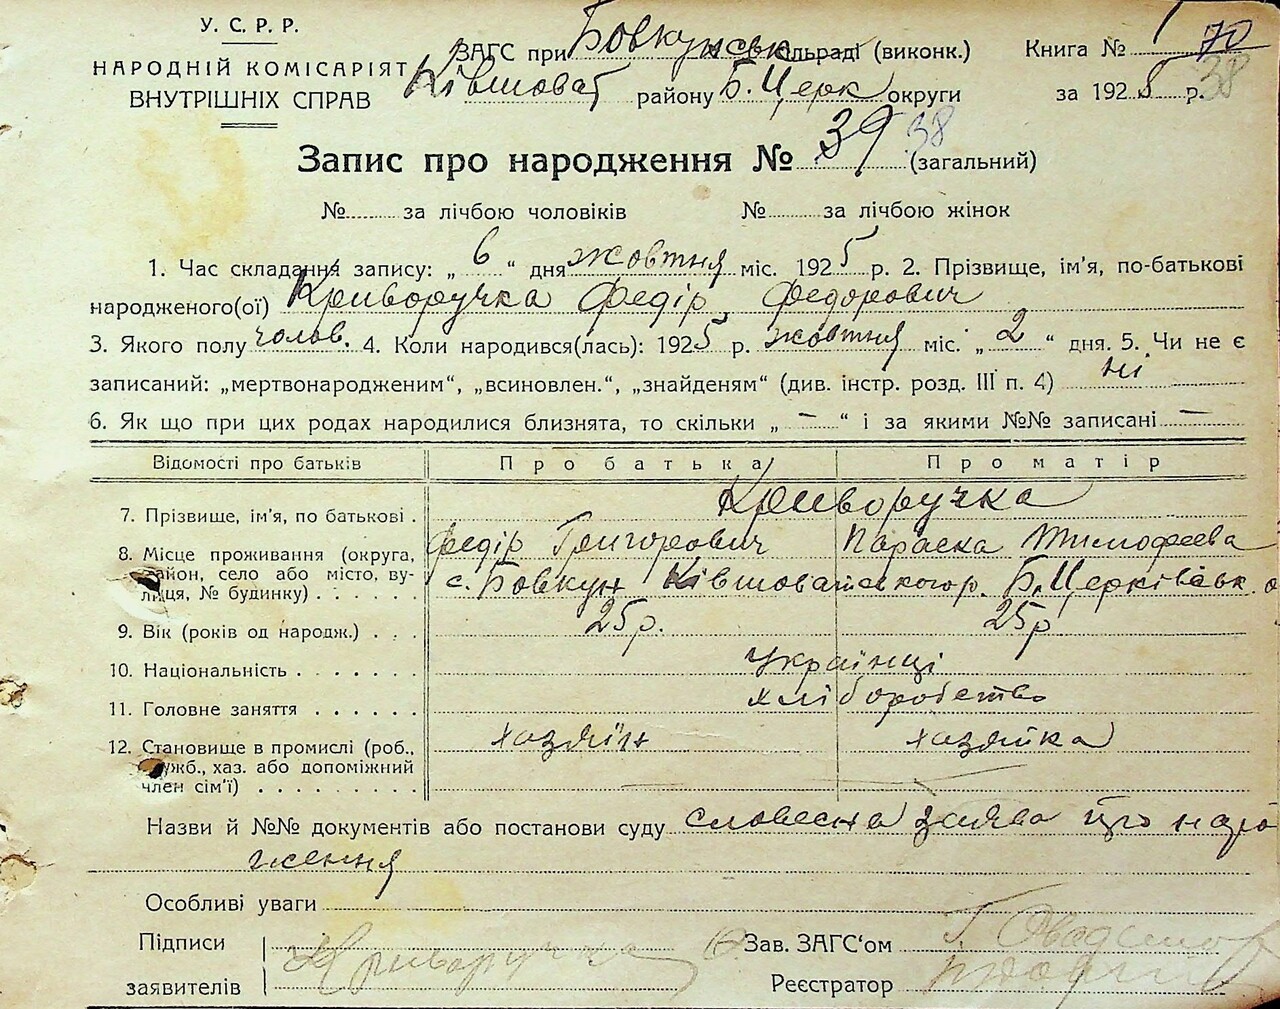 У. С. Р. Р.
НАРОДНІЙ КОМІСАРІЯТ
ВНУТРІШНІХ СПРАВ
ЗАГС при Бовкунськ сільраді (виконк.)
Ківшоват району Б. Церк округи
Книга № 1 70
за 1925 р. 38
Запис про народження № 39 38 (загальний)
№ за лічбою чоловіків № за лічбою жінок
1. Час складання запису: „ 6 “ дня жовтня міс. 1925 р. 2. Прізвище, ім'я, по-батькові
народженого(ої) Криворучка Федір Федорович
3. Якого полу чолов. 4. Коли народився(лась): 1925 р. жовтня міс. „ 2 “ дня. 5. Чи не є
записаний: „мертвонародженим“, „всиновлен.“, „знайденям“ (див. інстр. розд. III п. 4) ні
6. Як що при цих родах народилися близнята, то скільки „ — “ і за якими №№ записані —
Відомості про батьків Про батька Про матір
Криворучка
7. Прізвище, ім'я, по батькові . Федір Григорович Параска Тимофеева
8. Місце проживання (округа, район, село або місто, вулиця, № будинку) . . . . . с. Бовкун Ківшоватського р. Б. Церківськ. о
9. Вік (років од народж.) . . . 25 р. 25 р
10. Національність . . . . . . . Українці
11. Головне заняття . . . . . . хліборобство
12. Становище в промислі (роб., служб., хаз. або допоміжний член сім'ї) . . . . . . . . . хазяїн хазяйка
Назви й №№ документів або постанови суду словесна заява про наро
ження
Особливі уваги
Підписи
заявителів
Криворучка
Зав. ЗАГС'ом Г.
Реєстратор